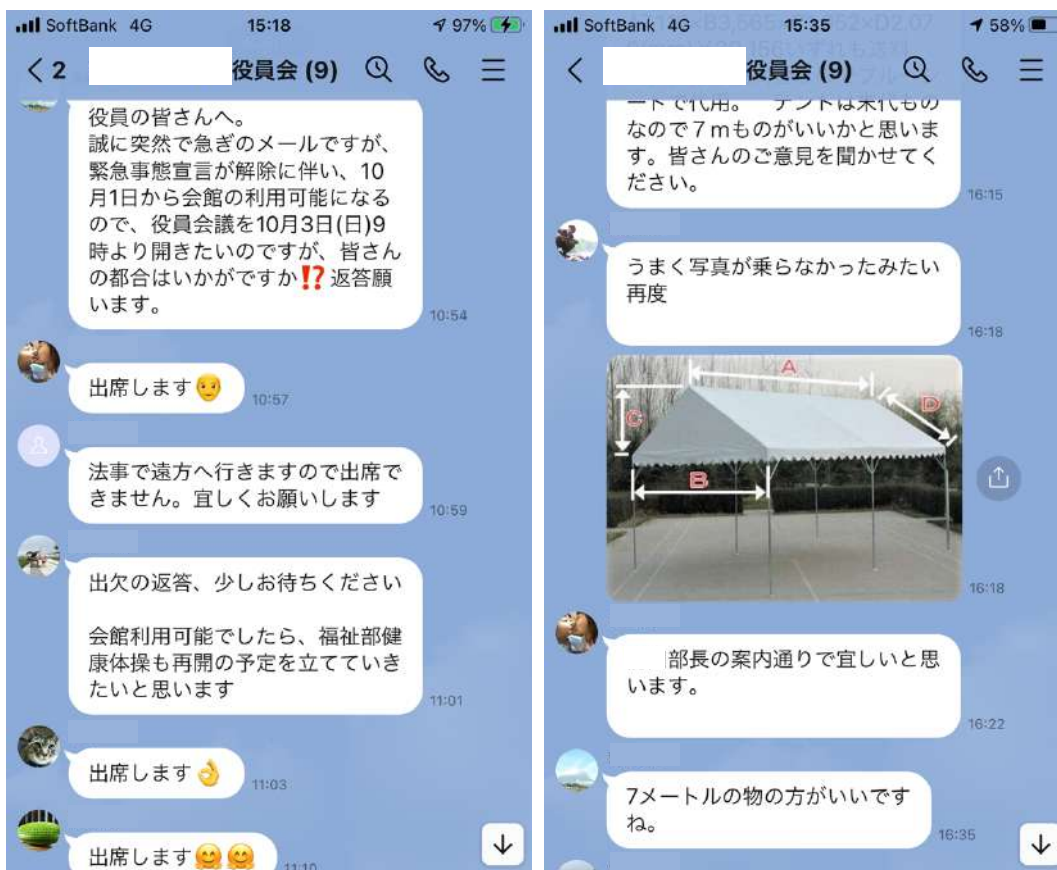 SoftBank 4G
15:18
97%
2
役員会 (9)
役員の皆さんへ。
誠に突然で急ぎのメールですが、
緊急事態宣言が解除に伴い、10
月1日から会館の利用可能になる
ので、役員会議を10月3日(日)9
時より開きたいのですが、皆さん
の都合はいかがですか⁉️返答願
います。
10:54
出席します
10:57
法事で遠方へ行きますので出席で
きません。宜しくお願いします
10:59
出欠の返答、少しお待ちください
会館利用可能でしたら、福祉部健
康体操も再開の予定を立てていき
たいと思います
11:01
出席します👌
11:03
出席します🤗🤗
11:10
SoftBank 4G
15:35
58%
役員会 (9)
ートで代用。 テントは末代もの
なので7mものがいいかと思いま
す。皆さんのご意見を聞かせてく
ださい。
16:15
うまく写真が乗らなかったみたい
再度
16:18
A
D
C
B
16:18
部長の案内通りで宜しいと思
います。
16:22
7メートルの物の方がいいです
ね。
16:35